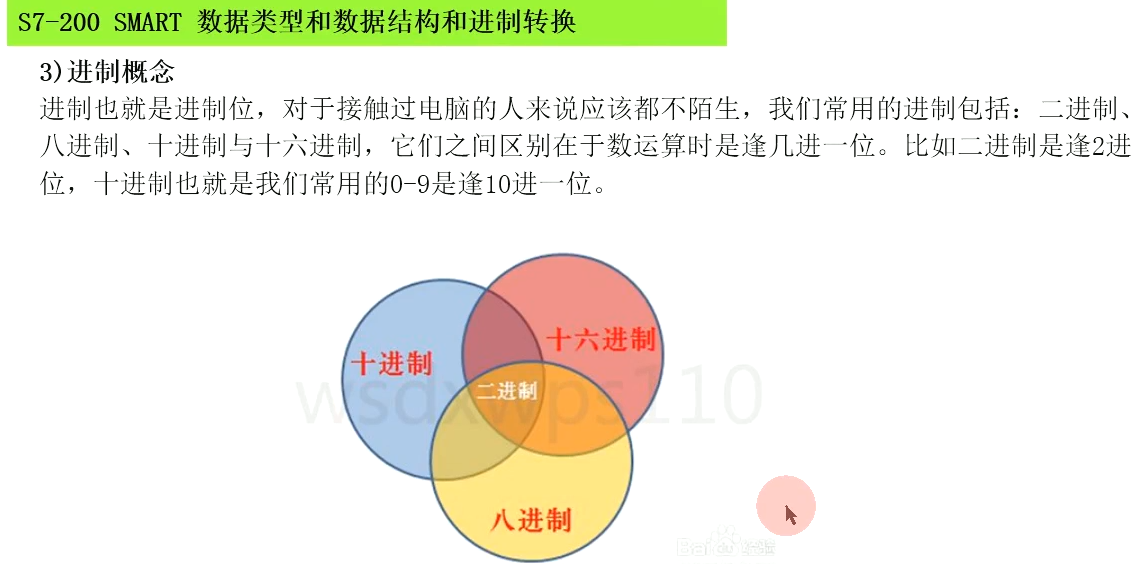 S7-200 SMART 数据类型和数据结构和进制转换
3)进制概念
进制也就是进制位，对于接触过电脑的人来说应该都不陌生，我们常用的进制包括：二进制、
八进制、十进制与十六进制，它们之间区别在于数运算时是逢几进一位。比如二进制是逢2进
位，十进制也就是我们常用的0-9是逢10进一位。
十六进制
十进制
二进制
wsdxwps110
八进制
Baidu经验